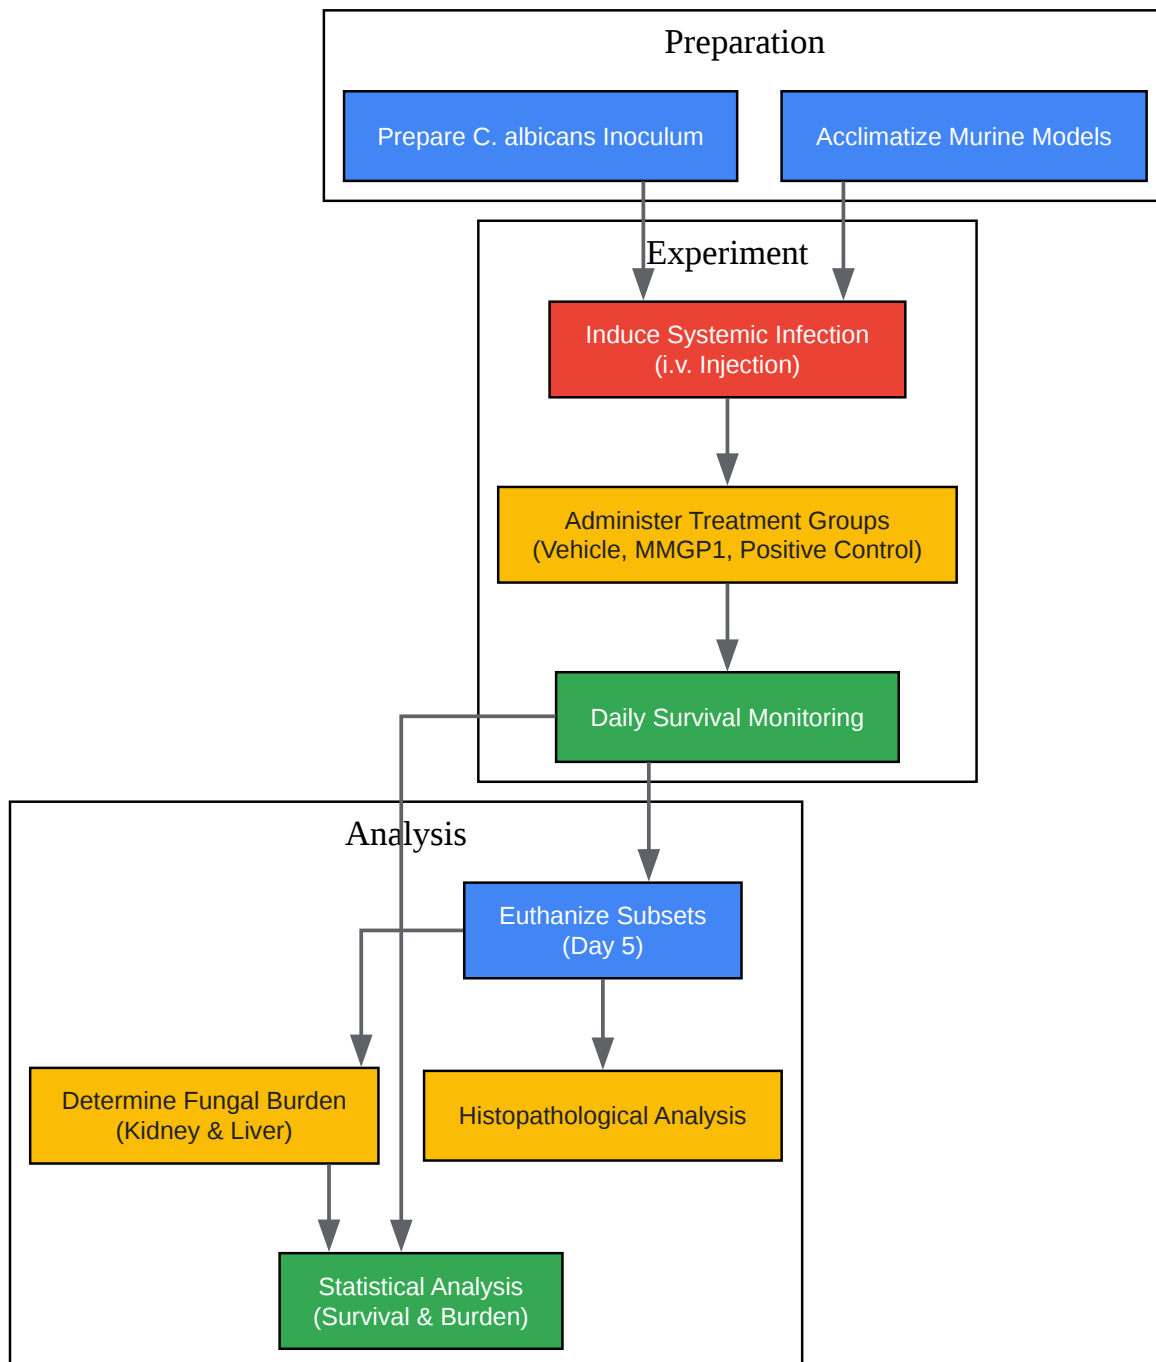 Preparation
Prepare C. albicans Inoculum
Acclimatize Murine Models
Experiment
Induce Systemic Infection
(i.v. Injection)
Administer Treatment Groups
(Vehicle, MMGP1, Positive Control)
Daily Survival Monitoring
Analysis
Euthanize Subsets
(Day 5)
Determine Fungal Burden
(Kidney & Liver)
Histopathological Analysis
Statistical Analysis
(Survival & Burden)